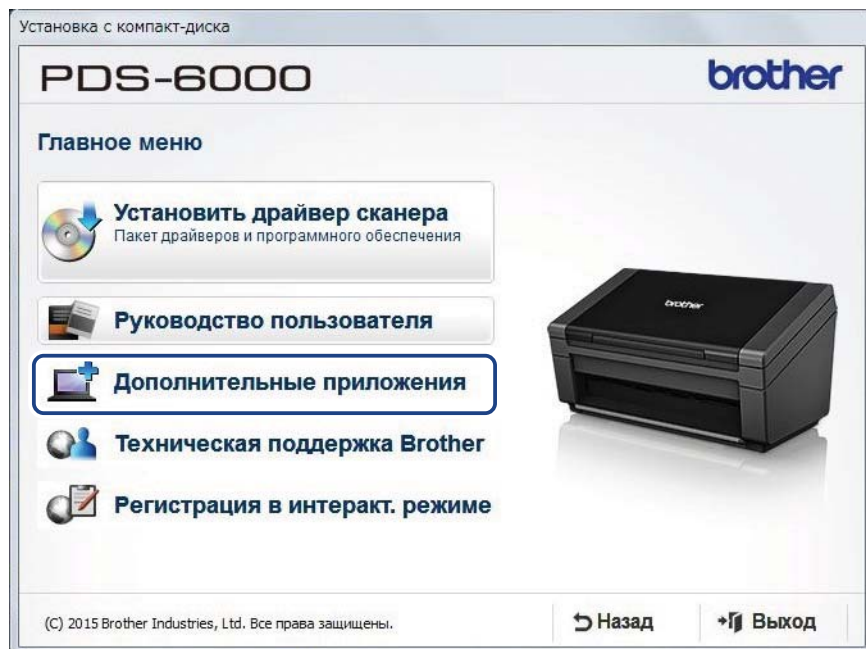 Установка с компакт-диска
PDS-6000
brother
Главное меню
Установить драйвер сканера
Пакет драйверов и программного обеспечения
brother
Руководство пользователя
Дополнительные приложения
Техническая поддержка Brother
Регистрация в интеракт. режиме
(C) 2015 Brother Industries, Ltd. Все права защищены.
Назад
Выход